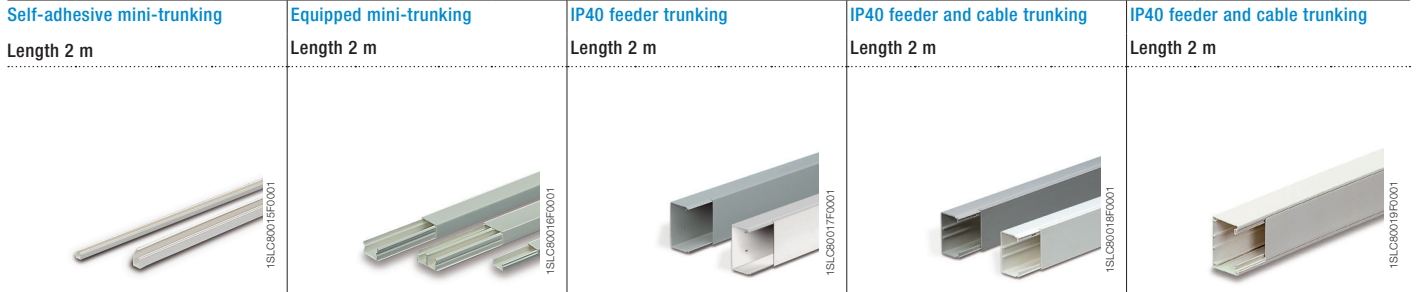 Self-adhesive mini-trunking
Length 2 m
1SLC80015F0001
Equipped mini-trunking
Length 2 m
1SLC80016F0001
IP40 feeder trunking
Length 2 m
1SLC80017F0001
IP40 feeder and cable trunking
Length 2 m
1SLC80018F0001
IP40 feeder and cable trunking
Length 2 m
1SLC80019F0001